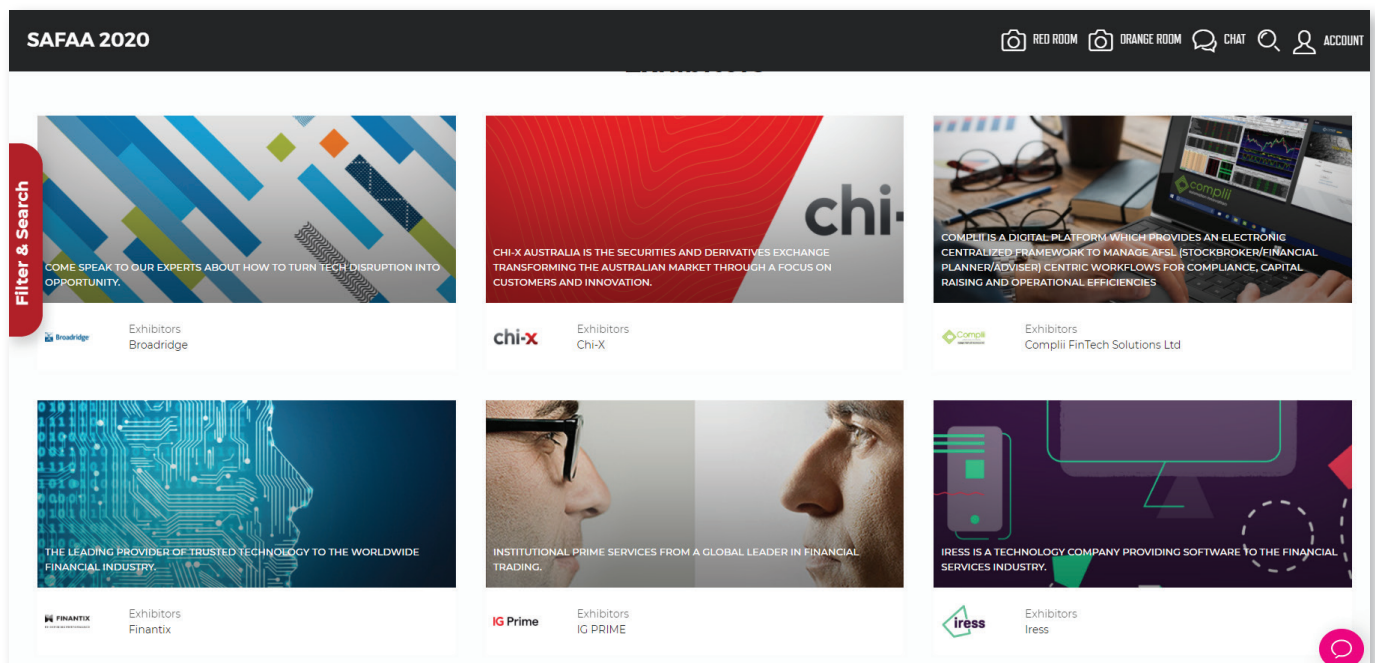 SAFAA 2020
RED ROOM
ORANGE ROOM
CHAT
ACCOUNT
Filter & Search
COME SPEAK TO OUR EXPERTS ABOUT HOW TO TURN TECH DISRUPTION INTO
OPPORTUNITY.
Broadridge
Exhibitors
Broadridge
chi-
CHI-X AUSTRALIA IS THE SECURITIES AND DERIVATIVES EXCHANGE
TRANSFORMING THE AUSTRALIAN MARKET THROUGH A FOCUS ON
CUSTOMERS AND INNOVATION.
chi-x
Exhibitors
Chi-X
complii
COMPLII IS A DIGITAL PLATFORM WHICH PROVIDES AN ELECTRONIC
CENTRALIZED FRAMEWORK TO MANAGE AFSL (STOCKBROKER/FINANCIAL
PLANNER/ADVISER) CENTRIC WORKFLOWS FOR COMPLIANCE, CAPITAL
RAISING AND OPERATIONAL EFFICIENCIES
Complii
Exhibitors
Complii FinTech Solutions Ltd
THE LEADING PROVIDER OF TRUSTED TECHNOLOGY TO THE WORLDWIDE
FINANCIAL INDUSTRY.
FINANTIX
Exhibitors
Finantix
INSTITUTIONAL PRIME SERVICES FROM A GLOBAL LEADER IN FINANCIAL
TRADING.
IG Prime
Exhibitors
IG PRIME
IRESS IS A TECHNOLOGY COMPANY PROVIDING SOFTWARE TO THE FINANCIAL
SERVICES INDUSTRY.
iress
Exhibitors
Iress